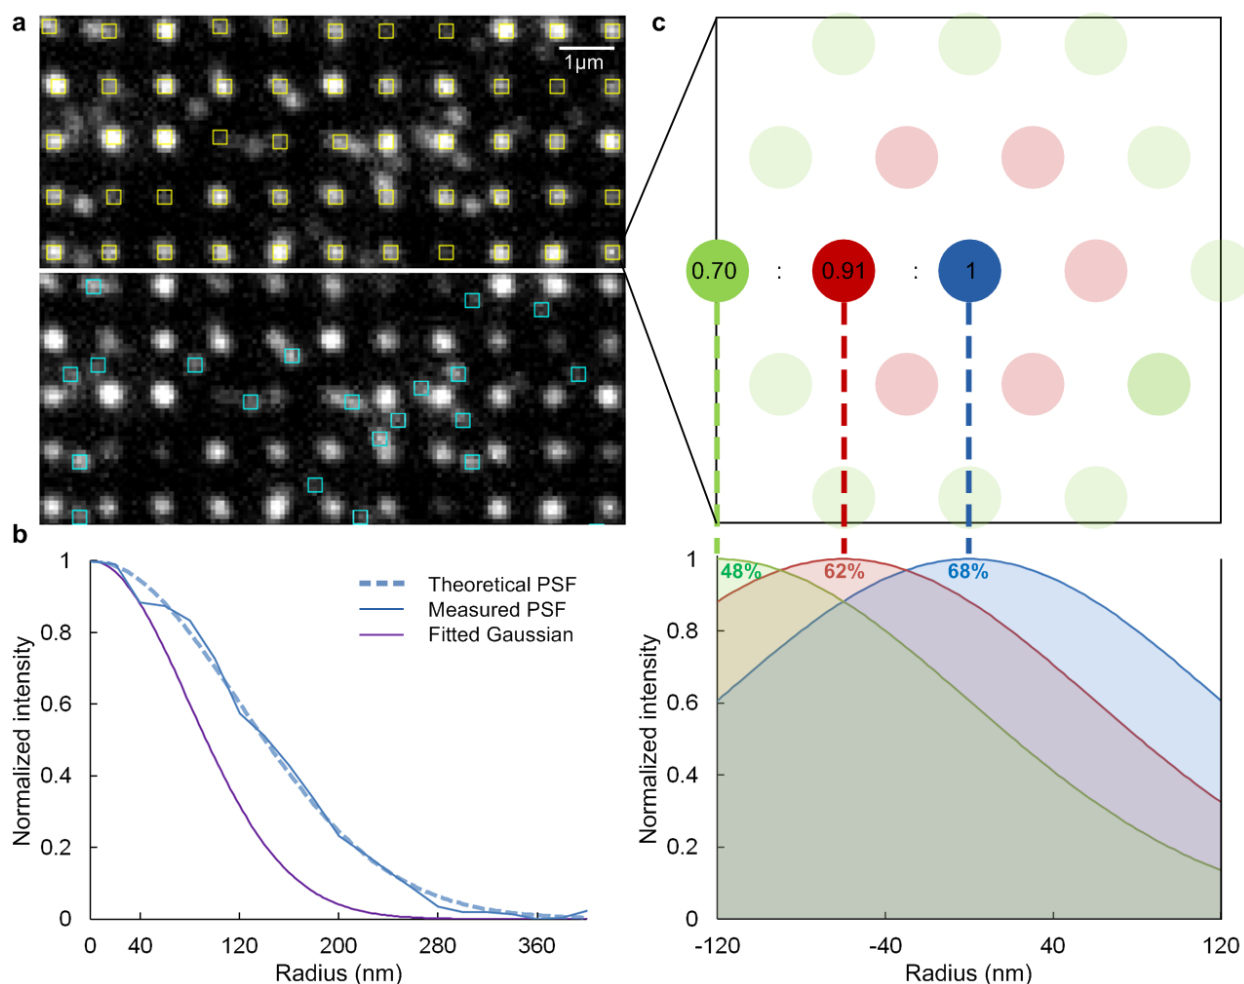 a
1μm
c
0.70 : 0.91 : 1
b
1
0.8
0.6
0.4
0.2
0
Normalized intensity
Theoretical PSF
Measured PSF
Fitted Gaussian
0 40 120 200 280 360
Radius (nm)
1
0.8
0.6
0.4
0.2
0
Normalized intensity
48% 62% 68%
-120 -40 40 120
Radius (nm)